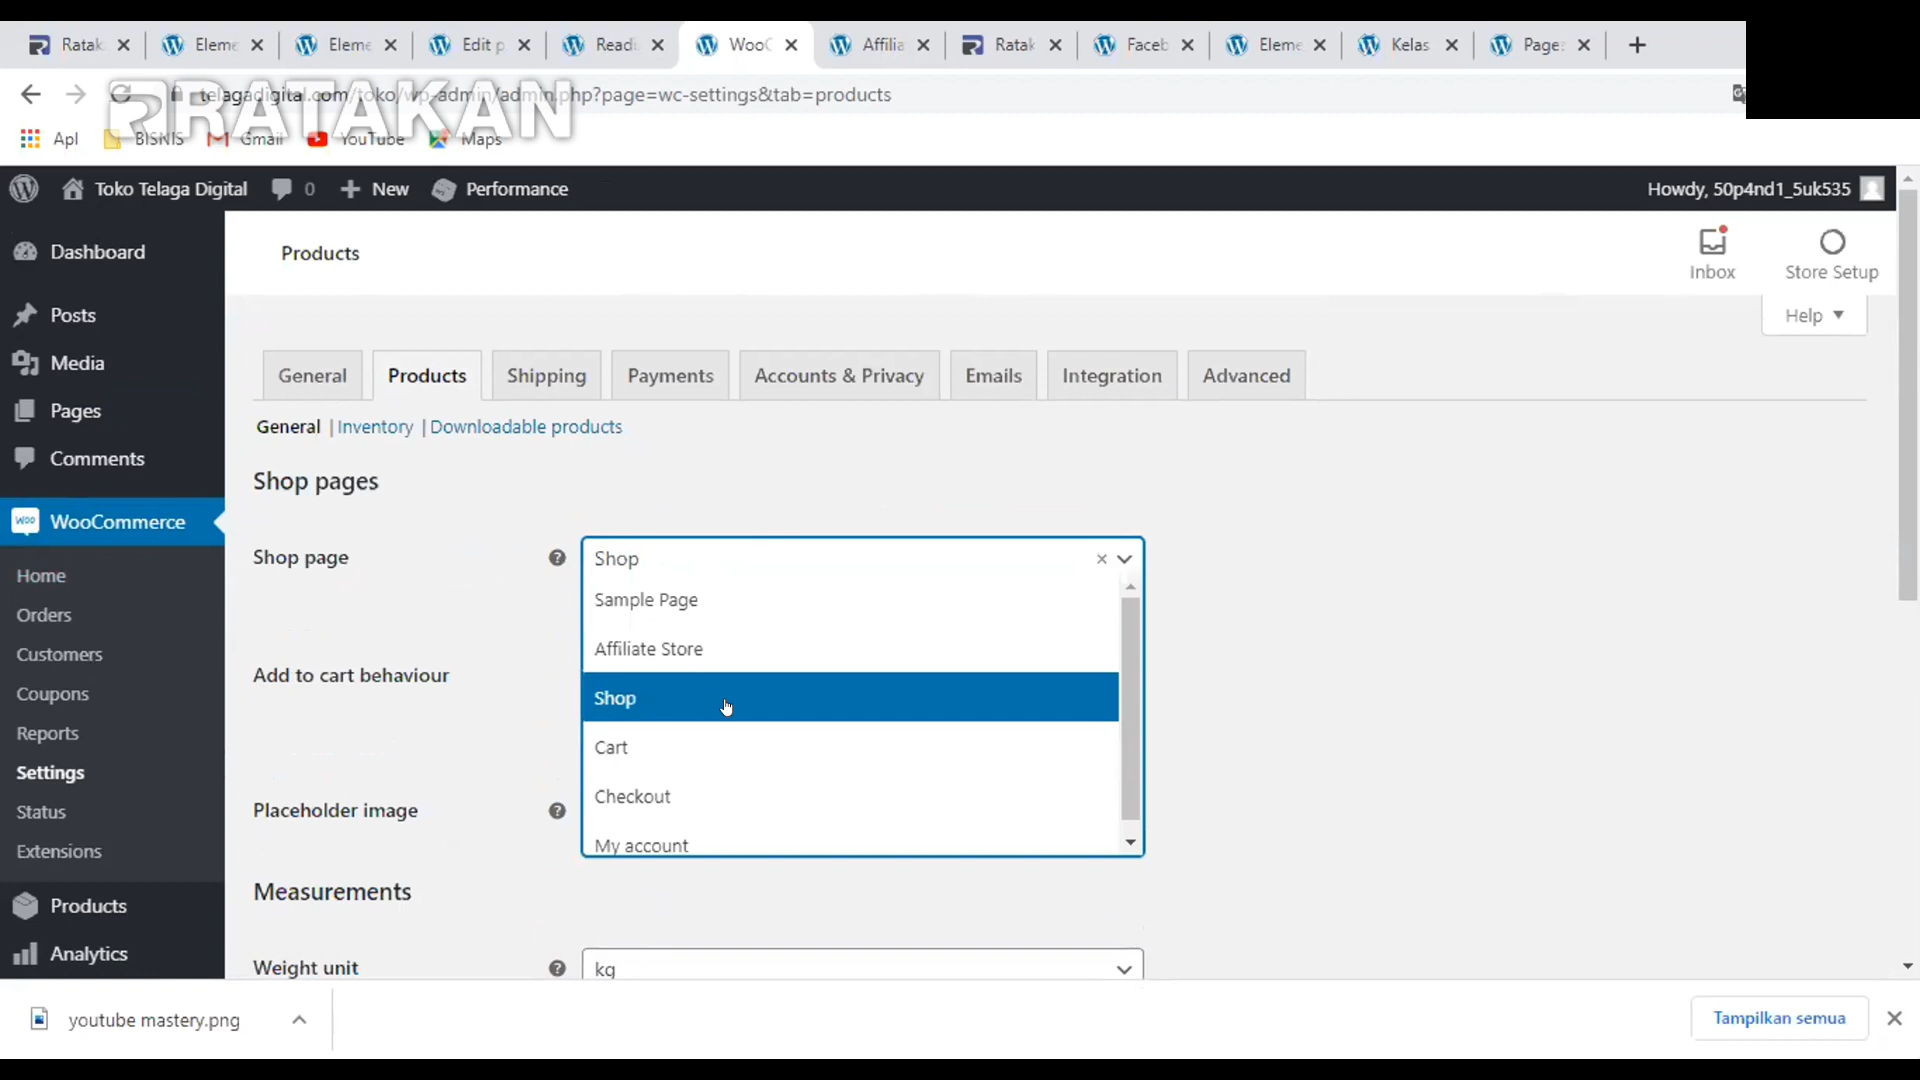 Ratak
Eleme
Eleme
Edit p
Readi
WooC
Affilia
Ratak
Faceb
Eleme
Kelas
Page
telagadigital.com/toko/wp-admin/admin.php?page=wc-settings&tab=products
RATAKAN
Apl
BISNIS
Gmail
YouTube
Maps
Toko Telaga Digital
0
New
Performance
Howdy, 50p4nd1_5uk535
Dashboard
Posts
Media
Pages
Comments
WooCommerce
Home
Orders
Customers
Coupons
Reports
Settings
Status
Extensions
Products
Analytics
Products
Inbox
Store Setup
Help
General
Products
Shipping
Payments
Accounts & Privacy
Emails
Integration
Advanced
General | Inventory | Downloadable products
Shop pages
Shop page
Shop
Sample Page
Affiliate Store
Shop
Cart
Checkout
My account
Add to cart behaviour
Placeholder image
Measurements
Weight unit
kg
youtube mastery.png
Tampilkan semua